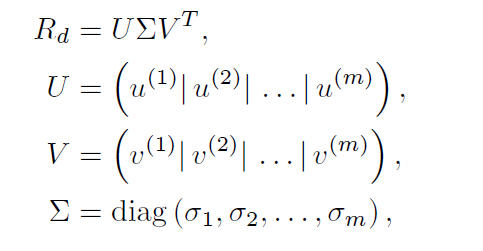 R_d = UΣV^T,
U = (u^(1)| u^(2)| ...| u^(m)),
V = (v^(1)| v^(2)| ...| v^(m)),
Σ = diag (σ_1, σ_2, ..., σ_m),